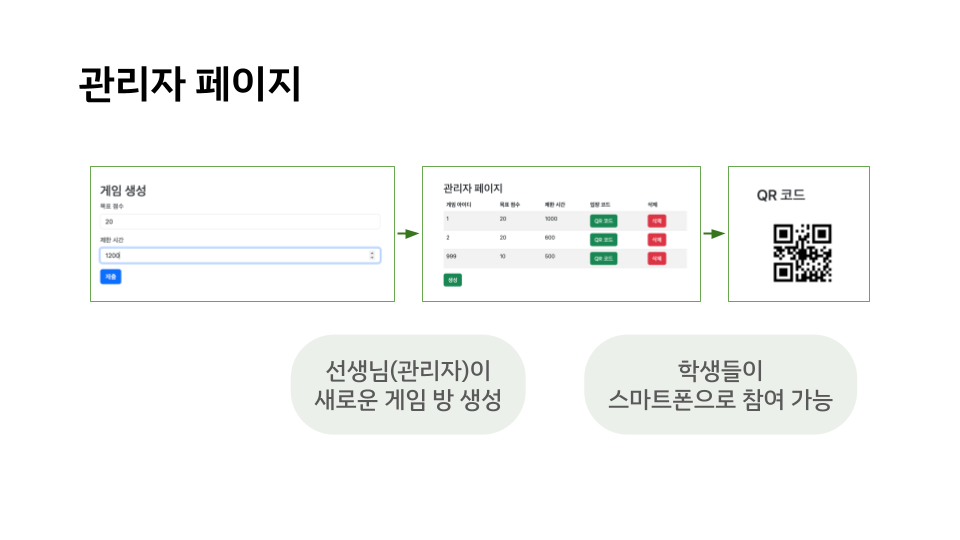 관리자 페이지
게임 생성
목표 점수
20
제한 시간
1200
제출
관리자 페이지
게임 아이디 목표 점수 제한 시간 입장 코드 삭제
1 20 1000 QR 코드 삭제
2 20 600 QR 코드 삭제
999 10 500 QR 코드 삭제
생성
QR 코드
선생님(관리자)이
새로운 게임 방 생성
학생들이
스마트폰으로 참여 가능